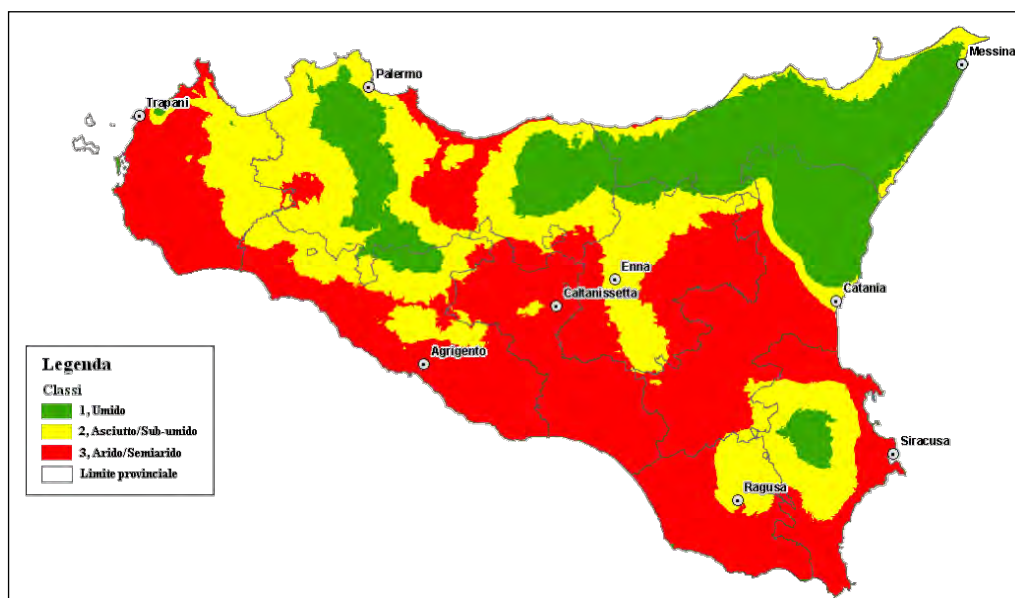 Messina
Palermo
Trapani
Enna
Caltanissetta
Catania
Agrigento
Siracusa
Ragusa
Legenda
Classi
1, Umido
2, Asciutto/Sub-umido
3, Arido/Semiarido
Limite provinciale